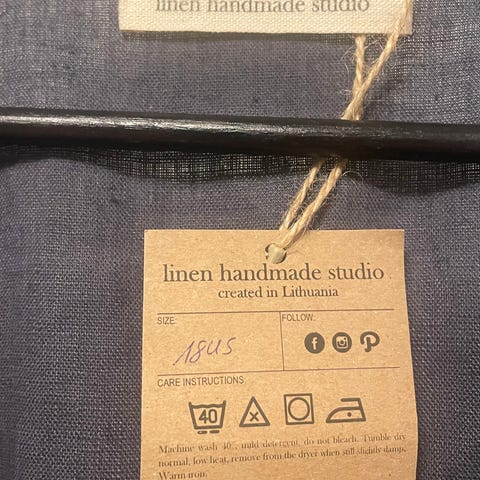 linen handmade studio
linen handmade studio
created in Lithuania
SIZE:
FOLLOW:
18US
CARE INSTRUCTIONS:
40
Machine wash 40°, mild detergent, do not bleach. Tumble dry
normal, low heat, remove from the dryer when still slightly damp.
Warm iron.